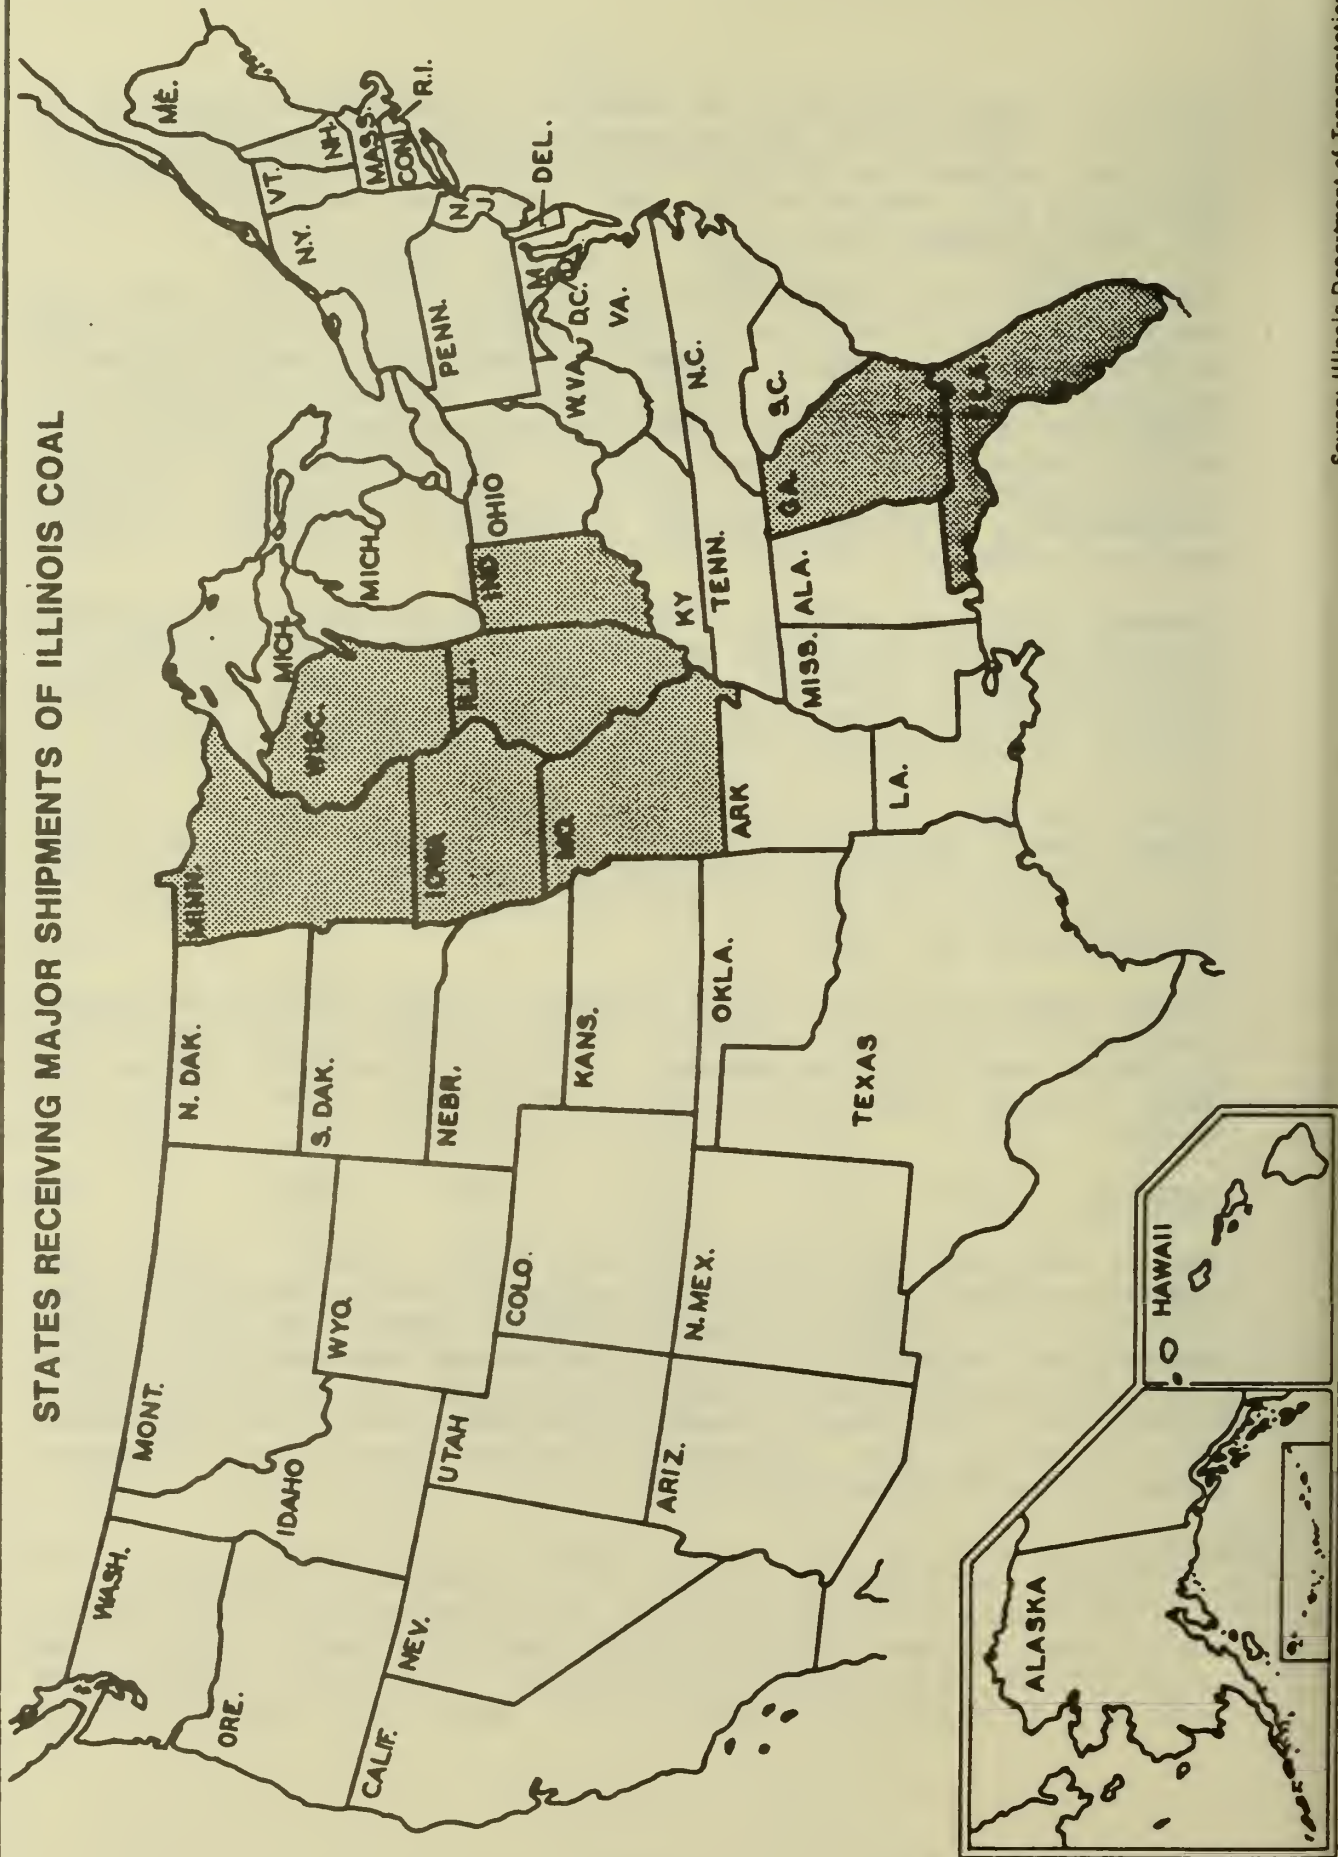 STATES RECEIVING MAJOR SHIPMENTS OF ILLINOIS COAL
WASH.
MONT.
N. DAK.
MINN.
ORE.
IDAHO
WYO.
S. DAK.
WISC.
MICH.
MICH.
NEBR.
IOWA
ILL.
IND
OHIO
PENN.
N.Y.
VT.
NH.
ME.
MASS.
CON
R.I.
N.J.
DEL.
M.D.
D.C.
W.VA.
VA.
CALIF.
NEV.
UTAH
COLO.
KANS.
MO.
KY
TENN.
N.C.
S.C.
ARIZ.
N. MEX.
OKLA.
ARK
TEXAS
LA.
MISS.
ALA.
GA.
FLA.
ALASKA
HAWAII